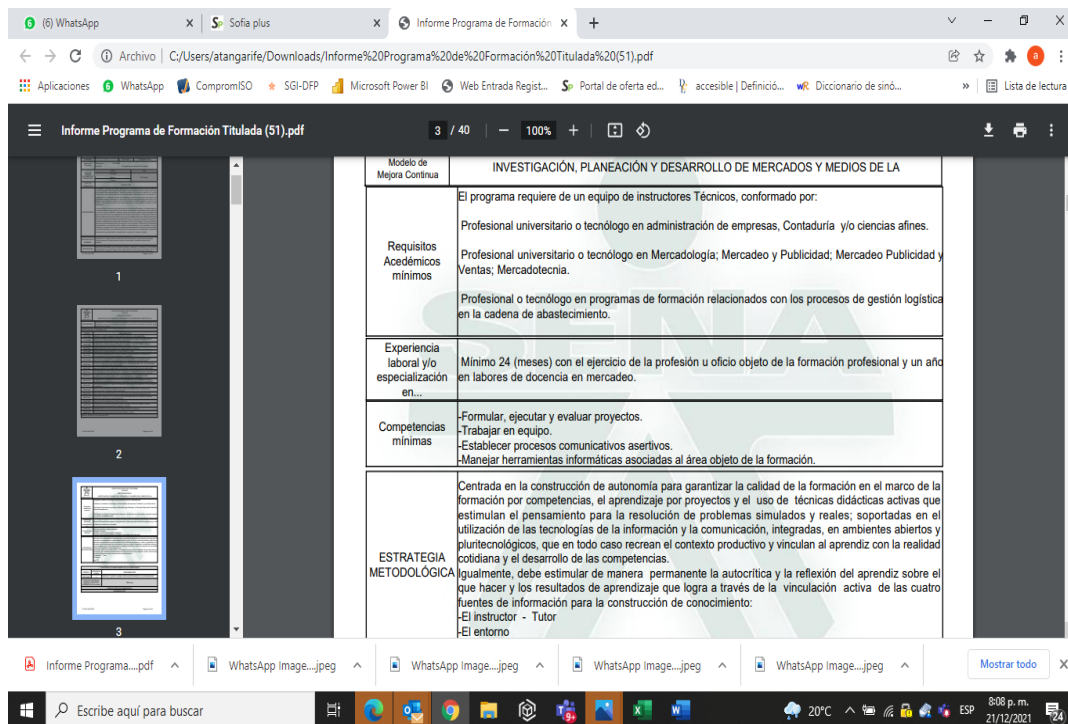 (6) WhatsApp
Sofia plus
Informe Programa de Formación
Archivo | C:/Users/atangarife/Downloads/Informe%20Programa%20de%20Formación%20Titulada%20(51).pdf
Aplicaciones WhatsApp CompromISO SGI-DFP Microsoft Power BI Web Entrada Regist... Portal de oferta ed... accesible | Definició... Diccionario de sinó... » Lista de lectura
Informe Programa de Formación Titulada (51).pdf
3 / 40 | — 100% +
1
2
3
Modelo de
Mejora Continua
INVESTIGACIÓN, PLANEACIÓN Y DESARROLLO DE MERCADOS Y MEDIOS DE LA
Requisitos
Acedémicos
mínimos
El programa requiere de un equipo de instructores Técnicos, conformado por:
Profesional universitario o tecnólogo en administración de empresas, Contaduría y/o ciencias afines.
Profesional universitario o tecnólogo en Mercadología; Mercadeo y Publicidad; Mercadeo Publicidad y
Ventas; Mercadotecnia.
Profesional o tecnólogo en programas de formación relacionados con los procesos de gestión logística
en la cadena de abastecimiento.
SENA
Experiencia
laboral y/o
especialización
en...
Mínimo 24 (meses) con el ejercicio de la profesión u oficio objeto de la formación profesional y un año
en labores de docencia en mercadeo.
Competencias
mínimas
-Formular, ejecutar y evaluar proyectos.
-Trabajar en equipo.
-Establecer procesos comunicativos asertivos.
-Manejar herramientas informáticas asociadas al área objeto de la formación.
ESTRATEGIA
METODOLÓGICA
Centrada en la construcción de autonomía para garantizar la calidad de la formación en el marco de la
formación por competencias, el aprendizaje por proyectos y el uso de técnicas didácticas activas que
estimulan el pensamiento para la resolución de problemas simulados y reales; soportadas en el
utilización de las tecnologías de la información y la comunicación, integradas, en ambientes abiertos y
pluritecnológicos, que en todo caso recrean el contexto productivo y vinculan al aprendiz con la realidad
cotidiana y el desarrollo de las competencias.
Igualmente, debe estimular de manera permanente la autocrítica y la reflexión del aprendiz sobre el
que hacer y los resultados de aprendizaje que logra a través de la vinculación activa de las cuatro
fuentes de información para la construcción de conocimiento:
-El instructor - Tutor
-El entorno
Informe Programa....pdf
WhatsApp Image....jpeg
WhatsApp Image....jpeg
WhatsApp Image....jpeg
WhatsApp Image....jpeg
Mostrar todo
Escribe aquí para buscar
20°C
ESP
8:08 p. m.
21/12/2021
24